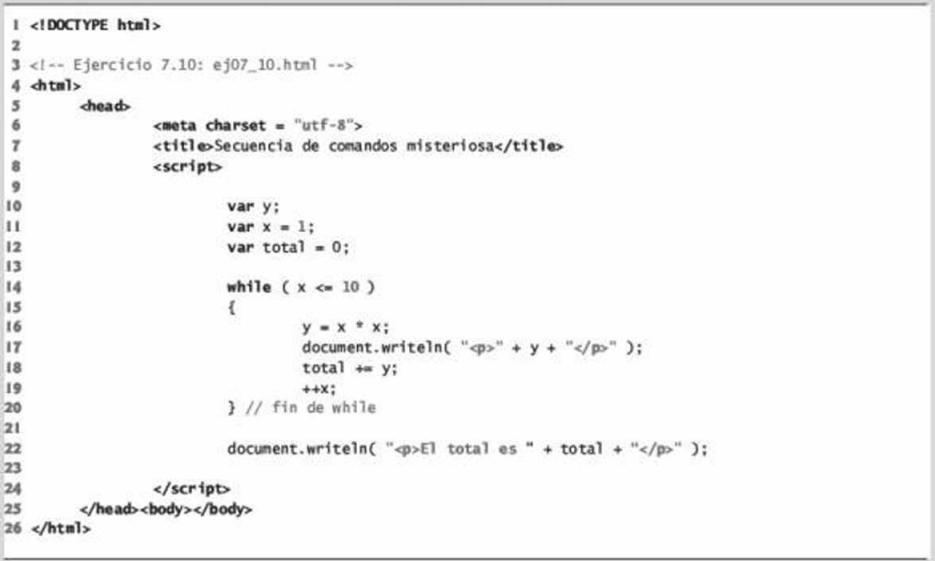 1 <!DOCTYPE html>
2
3 <!-- Ejercicio 7.10: ej07_10.html -->
4 <html>
5 <head>
6 <meta charset = "utf-8">
7 <title>Secuencia de comandos misteriosa</title>
8 <script>
9
10 var y;
11 var x = 1;
12 var total = 0;
13
14 while ( x <= 10 )
15 {
16 y = x * x;
17 document.writeln( "<p>" + y + "</p>" );
18 total += y;
19 ++x;
20 } // fin de while
21
22 document.writeln( "<p>El total es " + total + "</p>" );
23
24 </script>
25 </head><body></body>
26 </html>